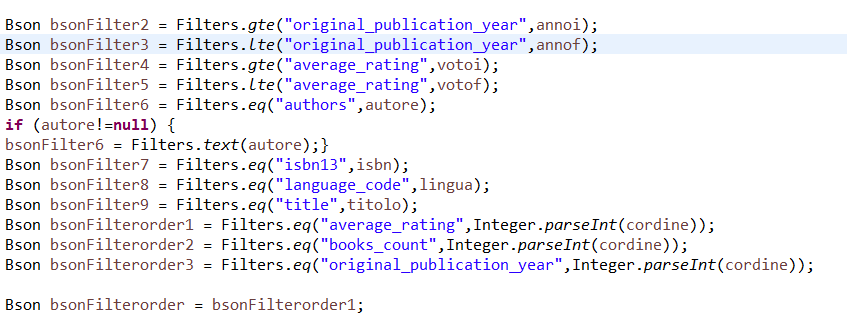 Bson bsonFilter2 = Filters.gte("original_publication_year",annoi);
Bson bsonFilter3 = Filters.lte("original_publication_year",annof);
Bson bsonFilter4 = Filters.gte("average_rating",votoi);
Bson bsonFilter5 = Filters.lte("average_rating",votof);
Bson bsonFilter6 = Filters.eq("authors",autore);
if (autore!=null) {
bsonFilter6 = Filters.text(autore);}
Bson bsonFilter7 = Filters.eq("isbn13",isbn);
Bson bsonFilter8 = Filters.eq("language_code",lingua);
Bson bsonFilter9 = Filters.eq("title",titolo);
Bson bsonFilterorder1 = Filters.eq("average_rating",Integer.parseInt(cordine));
Bson bsonFilterorder2 = Filters.eq("books_count",Integer.parseInt(cordine));
Bson bsonFilterorder3 = Filters.eq("original_publication_year",Integer.parseInt(cordine));
Bson bsonFilterorder = bsonFilterorder1;